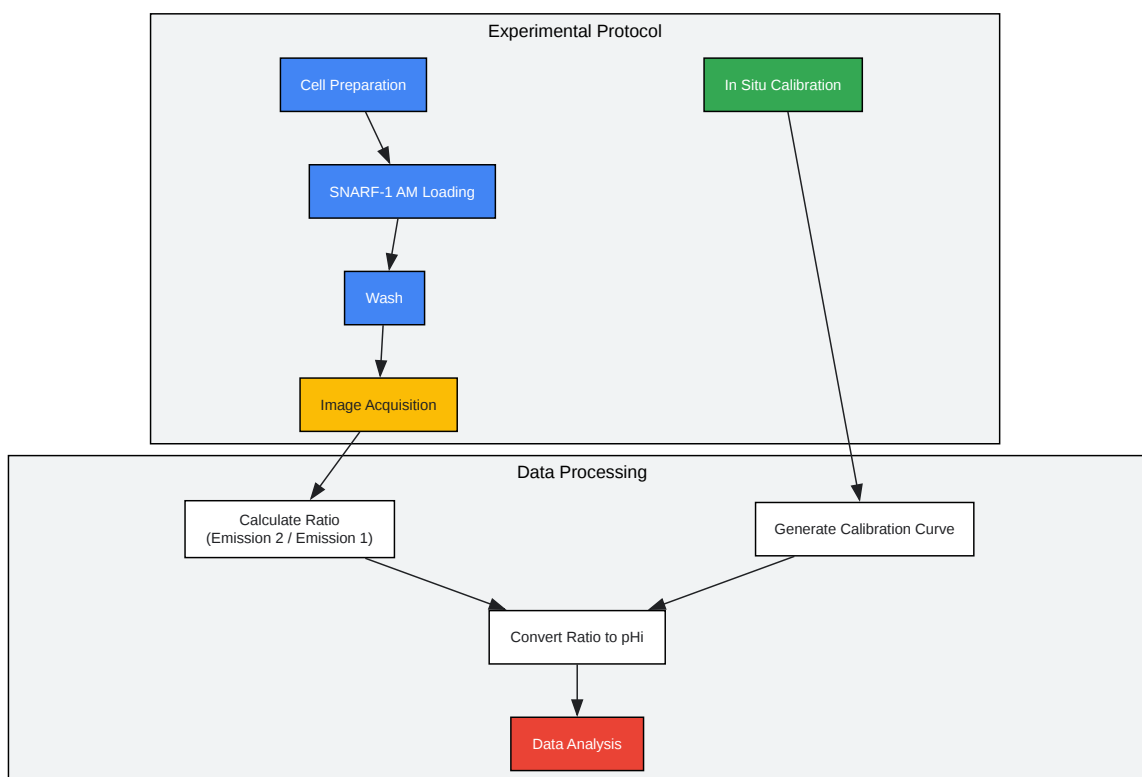 Experimental Protocol
Cell Preparation
In Situ Calibration
SNARF-1 AM Loading
Wash
Image Acquisition
Data Processing
Calculate Ratio
(Emission 2 / Emission 1)
Generate Calibration Curve
Convert Ratio to pHi
Data Analysis